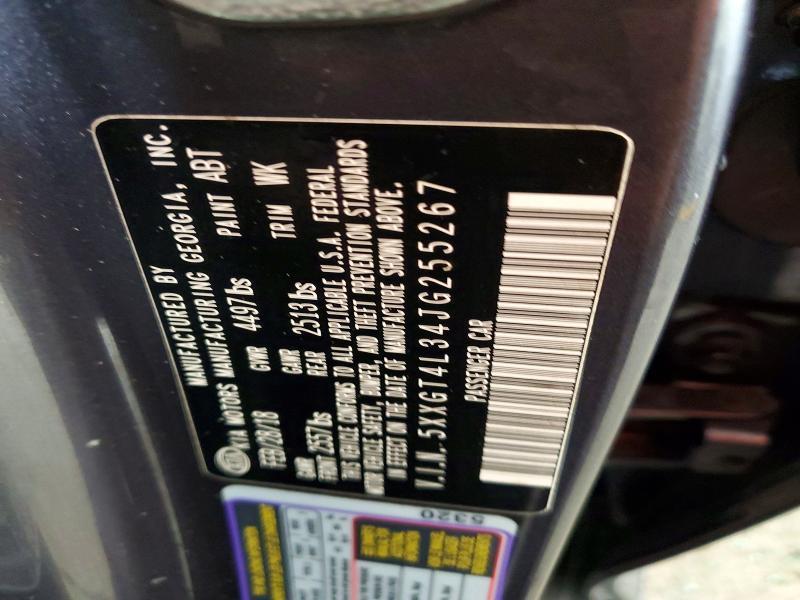 MANUFACTURED BY
KIA MOTORS MANUFACTURING GEORGIA, INC.
FEB/28/18 GVWR 4497lbs PAINT ABT
GAWR FRNT 2557lbs GAWR REAR 2513lbs TRIM WK
THIS VEHICLE CONFORMS TO ALL APPLICABLE U.S.A. FEDERAL
MOTOR VEHICLE SAFETY, BUMPER, AND THEFT PREVENTION STANDARDS
IN EFFECT ON THE DATE OF MANUFACTURE SHOWN ABOVE.
V.I.N. 5XXGT4L34JG255267
PASSENGER CAR
5320